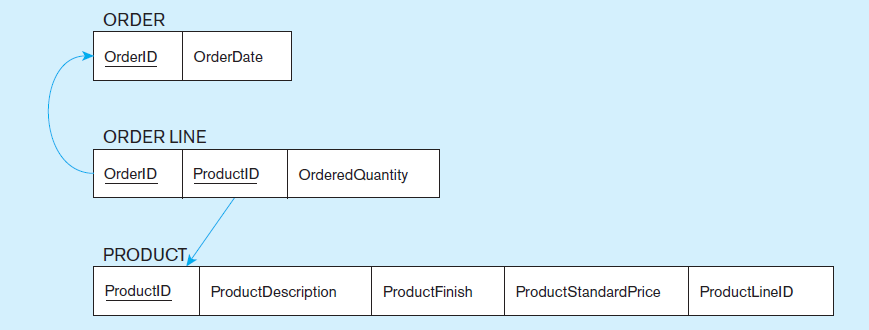 ORDER
OrderID OrderDate
ORDER LINE
OrderID ProductID OrderedQuantity
PRODUCT
ProductID ProductDescription ProductFinish ProductStandardPrice ProductLineID